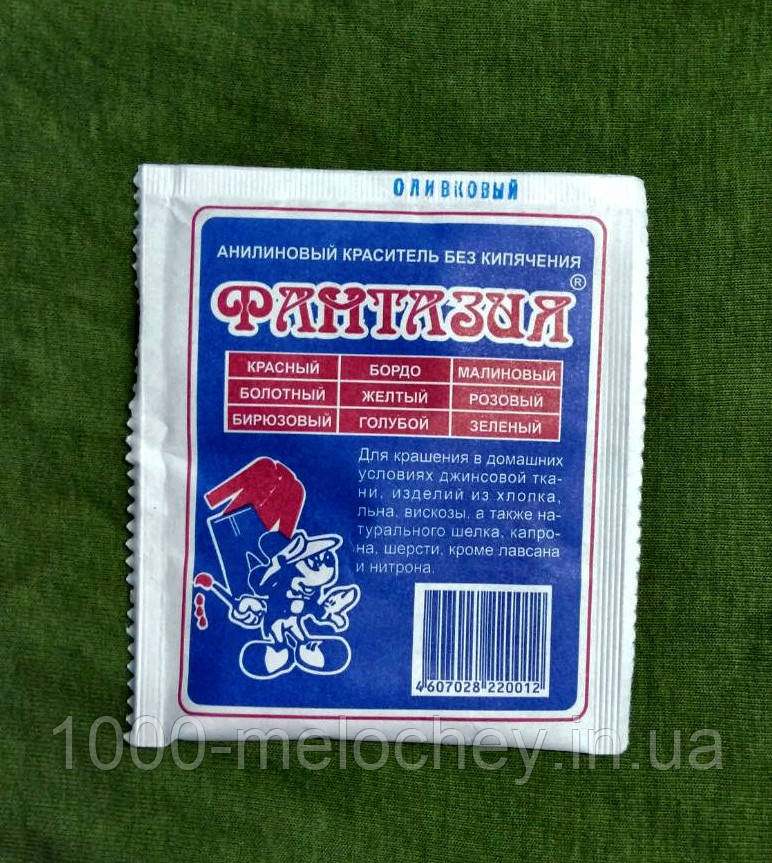 ОЛИВКОВЫЙ
АНИЛИНОВЫЙ КРАСИТЕЛЬ БЕЗ КИПЯЧЕНИЯ
ФАНТАЗИЯ ®
КРАСНЫЙ БОРДО МАЛИНОВЫЙ
БОЛОТНЫЙ ЖЕЛТЫЙ РОЗОВЫЙ
БИРЮЗОВЫЙ ГОЛУБОЙ ЗЕЛЕНЫЙ
Для крашения в домашних
условиях джинсовой тка-
ни, изделий из хлопка,
льна, вискозы, а также на-
турального шелка, капро-
на, шерсти, кроме лавсана
и нитрона.
4607028 220012
1000-melochey.in.ua